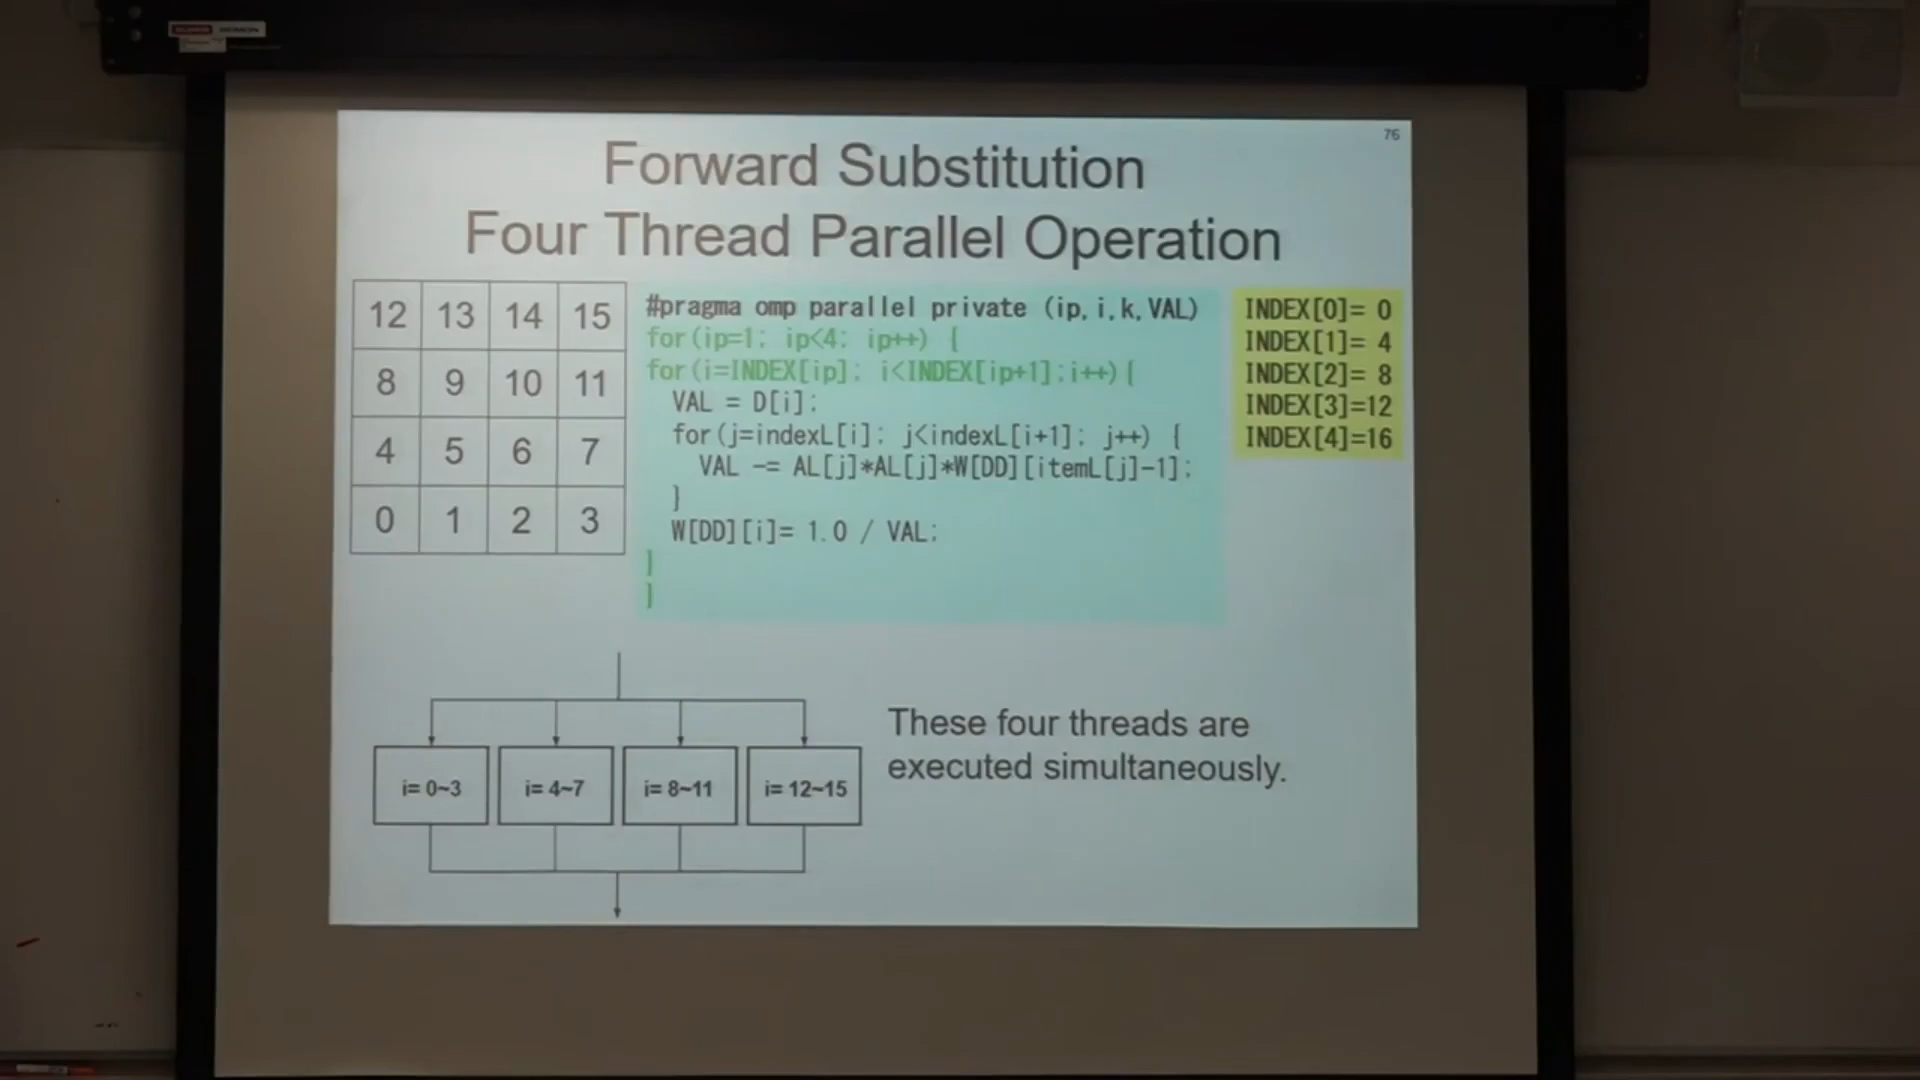 76
Forward Substitution
Four Thread Parallel Operation
12 13 14 15
8 9 10 11
4 5 6 7
0 1 2 3
#pragma omp parallel private (ip, i, k, VAL)
for(ip=1; ip<4; ip++) {
for(i=INDEX[ip]; i<INDEX[ip+1];i++){
VAL = D[i];
for(j=indexL[i]; j<indexL[i+1]; j++) {
VAL -= AL[j]*AL[j]*W[DD][itemL[j]-1];
}
W[DD][i]= 1.0 / VAL;
}
}
INDEX[0]= 0
INDEX[1]= 4
INDEX[2]= 8
INDEX[3]=12
INDEX[4]=16
i= 0~3
i= 4~7
i= 8~11
i= 12~15
These four threads are
executed simultaneously.